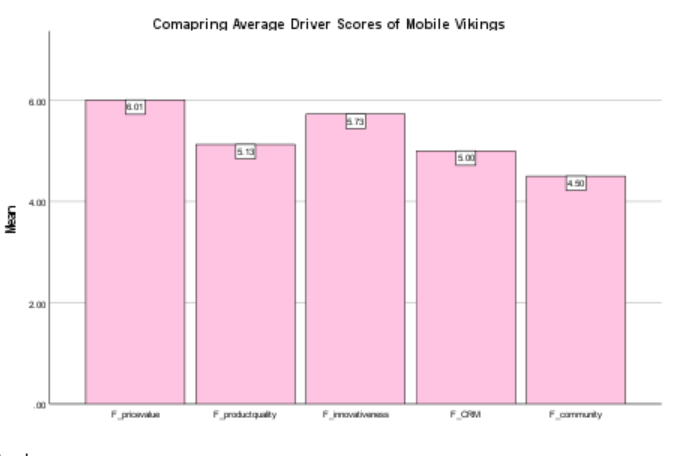 Comapring Average Driver Scores of Mobile Vikings
Mean
6.00
4.00
2.00
.00
6.01
5.13
5.73
5.00
4.50
F_pricevalue
F_productquality
F_innovativeness
F_CRM
F_community